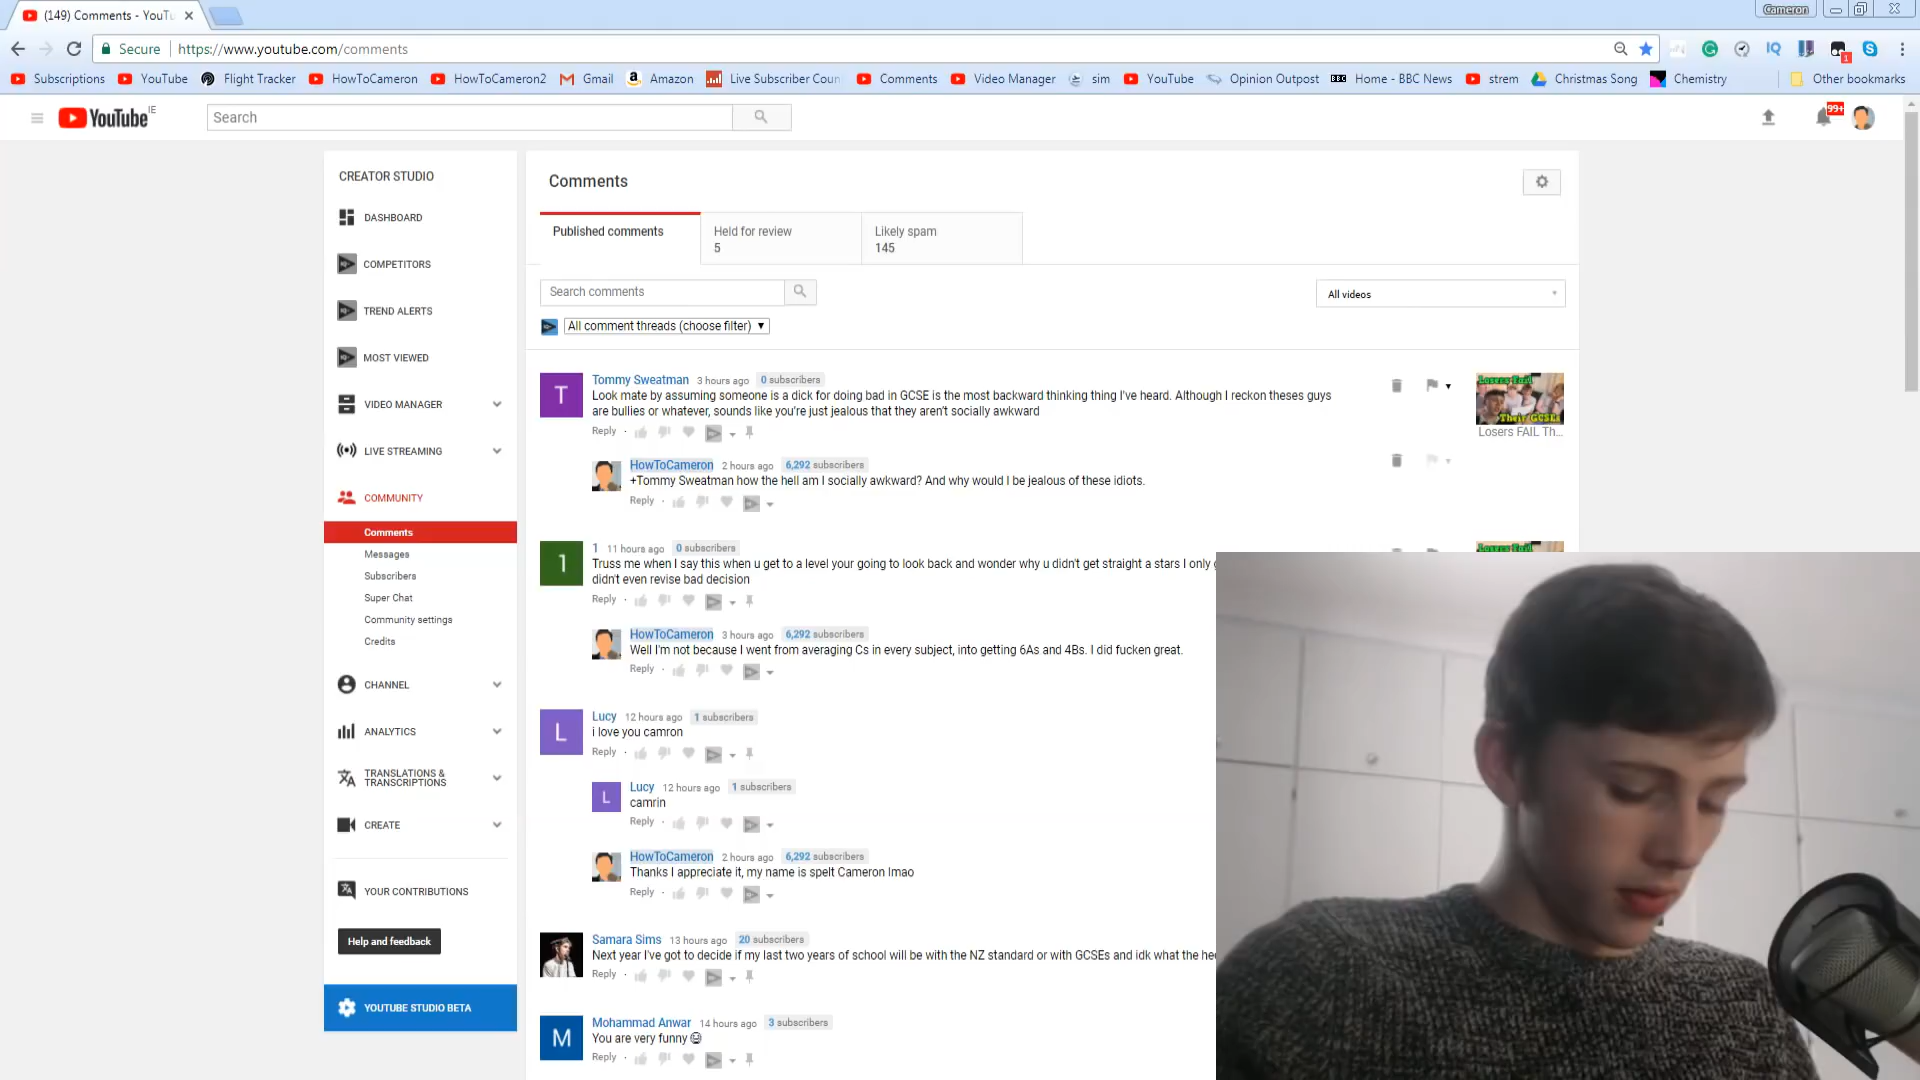 (149) Comments - YouTu
Cameron
Secure https://www.youtube.com/comments
Subscriptions YouTube Flight Tracker HowToCameron HowToCameron2 Gmail Amazon Live Subscriber Coun Comments Video Manager sim YouTube Opinion Outpost Home - BBC News strem Christmas Song Chemistry Other bookmarks
YouTube IE
Search
99+
CREATOR STUDIO
DASHBOARD
COMPETITORS
TREND ALERTS
MOST VIEWED
VIDEO MANAGER
LIVE STREAMING
COMMUNITY
Comments
Messages
Subscribers
Super Chat
Community settings
Credits
CHANNEL
ANALYTICS
TRANSLATIONS &
TRANSCRIPTIONS
CREATE
YOUR CONTRIBUTIONS
Help and feedback
YOUTUBE STUDIO BETA
Comments
Published comments
Held for review
5
Likely spam
145
Search comments
All videos
All comment threads (choose filter)
T
Tommy Sweatman 3 hours ago 0 subscribers
Look mate by assuming someone is a dick for doing bad in GCSE is the most backward thinking thing I've heard. Although I reckon theses guys
are bullies or whatever, sounds like you're just jealous that they aren't socially awkward
Reply
Losers Fail
Their GCSEs
Losers FAIL Th...
HowToCameron 2 hours ago 6,292 subscribers
+Tommy Sweatman how the hell am I socially awkward? And why would I be jealous of these idiots.
Reply
1
1 11 hours ago 0 subscribers
Truss me when I say this when u get to a level your going to look back and wonder why u didn't get straight a stars I only
didn't even revise bad decision
Reply
HowToCameron 3 hours ago 6,292 subscribers
Well I'm not because I went from averaging Cs in every subject, into getting 6As and 4Bs. I did fucken great.
Reply
L
Lucy 12 hours ago 1 subscribers
i love you camron
Reply
L
Lucy 12 hours ago 1 subscribers
camrin
Reply
HowToCameron 2 hours ago 6,292 subscribers
Thanks I appreciate it, my name is spelt Cameron lmao
Reply
Samara Sims 13 hours ago 20 subscribers
Next year I've got to decide if my last two years of school will be with the NZ standard or with GCSEs and idk what the
Reply
M
Mohammad Anwar 14 hours ago 3 subscribers
You are very funny
Reply